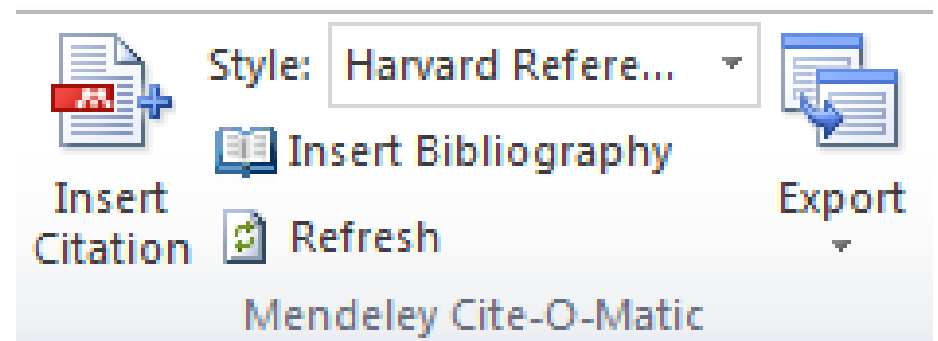 Style: Harvard Refere...
Insert Bibliography
Insert
Citation
Refresh
Export
Mendeley Cite-O-Matic